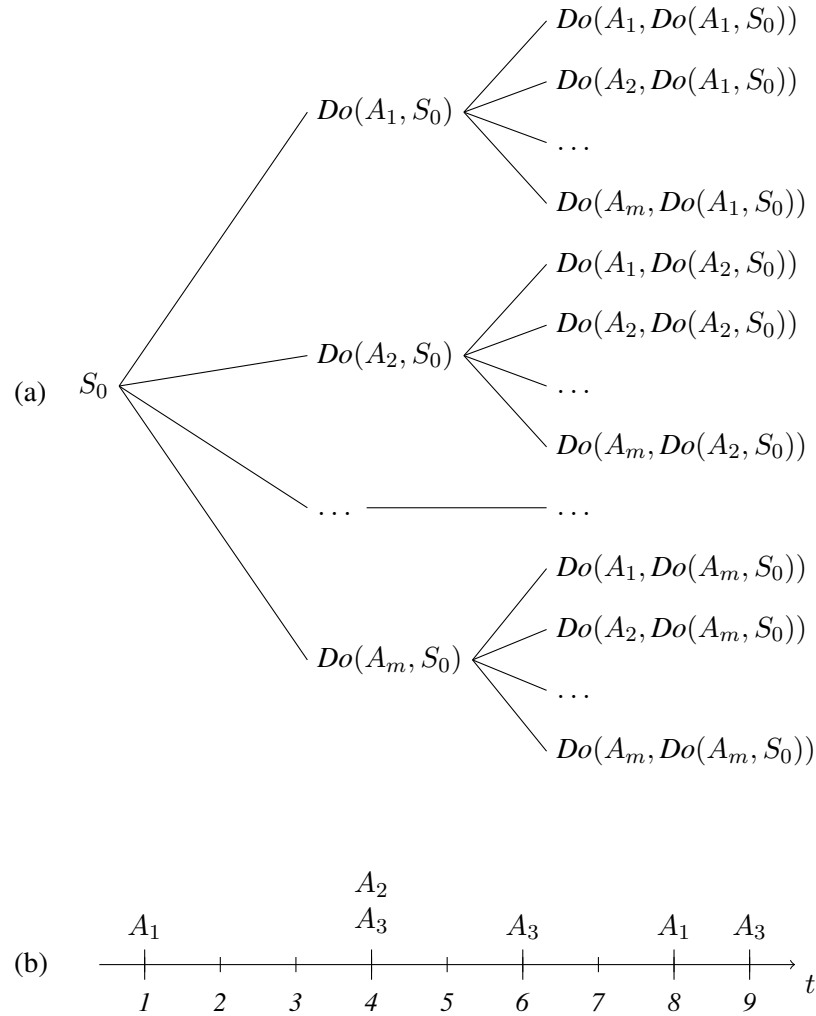 Do(A₁, Do(A₁, S₀))
Do(A₂, Do(A₁, S₀))
Do(A₁, S₀)
. . .
Do(Aₘ, Do(A₁, S₀))
Do(A₁, Do(A₂, S₀))
Do(A₂, Do(A₂, S₀))
Do(A₂, S₀)
(a) S₀
. . .
Do(Aₘ, Do(A₂, S₀))
. . . . . .
Do(A₁, Do(Aₘ, S₀))
Do(A₂, Do(Aₘ, S₀))
Do(Aₘ, S₀)
. . .
Do(Aₘ, Do(Aₘ, S₀))
A₂
A₁ A₃ A₃ A₁ A₃
(b)
t
1 2 3 4 5 6 7 8 9